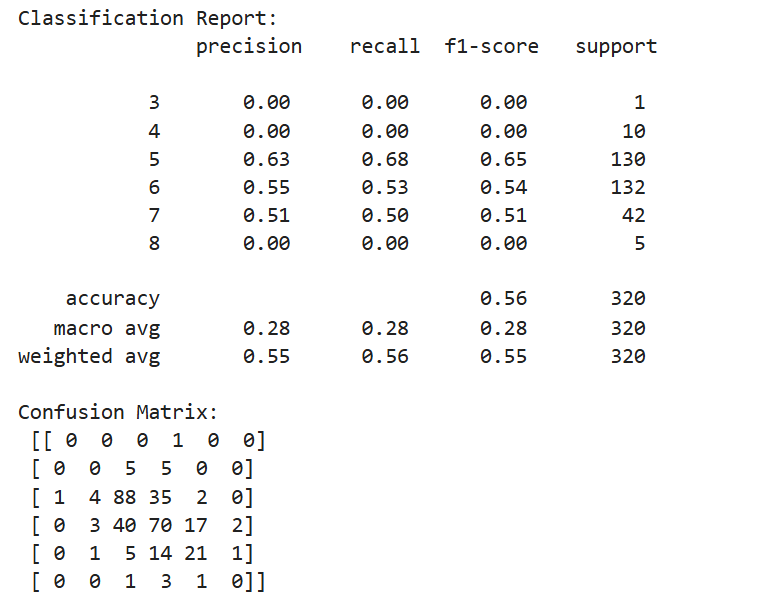 Classification Report:
precision recall f1-score support
3 0.00 0.00 0.00 1
4 0.00 0.00 0.00 10
5 0.63 0.68 0.65 130
6 0.55 0.53 0.54 132
7 0.51 0.50 0.51 42
8 0.00 0.00 0.00 5
accuracy 0.56 320
macro avg 0.28 0.28 0.28 320
weighted avg 0.55 0.56 0.55 320
Confusion Matrix:
[[ 0 0 0 1 0 0]
[ 0 0 5 5 0 0]
[ 1 4 88 35 2 0]
[ 0 3 40 70 17 2]
[ 0 1 5 14 21 1]
[ 0 0 1 3 1 0]]